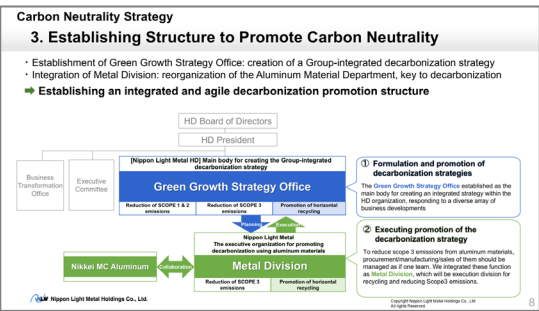 Carbon Neutrality Strategy
3. Establishing Structure to Promote Carbon Neutrality
・Establishment of Green Growth Strategy Office: creation of a Group-integrated decarbonization strategy
・Integration of Metal Division: reorganization of the Aluminum Material Department, key to decarbonization
➡ Establishing an integrated and agile decarbonization promotion structure
HD Board of Directors
HD President
Business
Transformation
Office
Executive
Committee
[Nippon Light Metal HD] Main body for creating the Group-integrated
decarbonization strategy
Green Growth Strategy Office
Reduction of SCOPE 1 & 2
emissions
Reduction of SCOPE 3
emissions
Promotion of horizontal
recycling
Planning
Execution
Nippon Light Metal
The executive organization for promoting
decarbonization using aluminum materials
Nikkei MC Aluminum
Collaboration
Metal Division
Reduction of SCOPE 3
emissions
Promotion of horizontal
recycling
① Formulation and promotion of
decarbonization strategies
The Green Growth Strategy Office established as the
main body for creating an integrated strategy within the
HD organization, responding to a diverse array of
business developments
② Executing promotion of the
decarbonization strategy
To reduce scope 3 emissions from aluminum materials,
procurement/manufacturing/sales of them should be
managed as if one team. We integrated these function
as Metal Division, which will be execution division for
recycling and reducing Scope3 emissions.
Nippon Light Metal Holdings Co., Ltd.
Copyright Nippon Light Metal Holdings Co., Ltd
All rights Reserved.
8